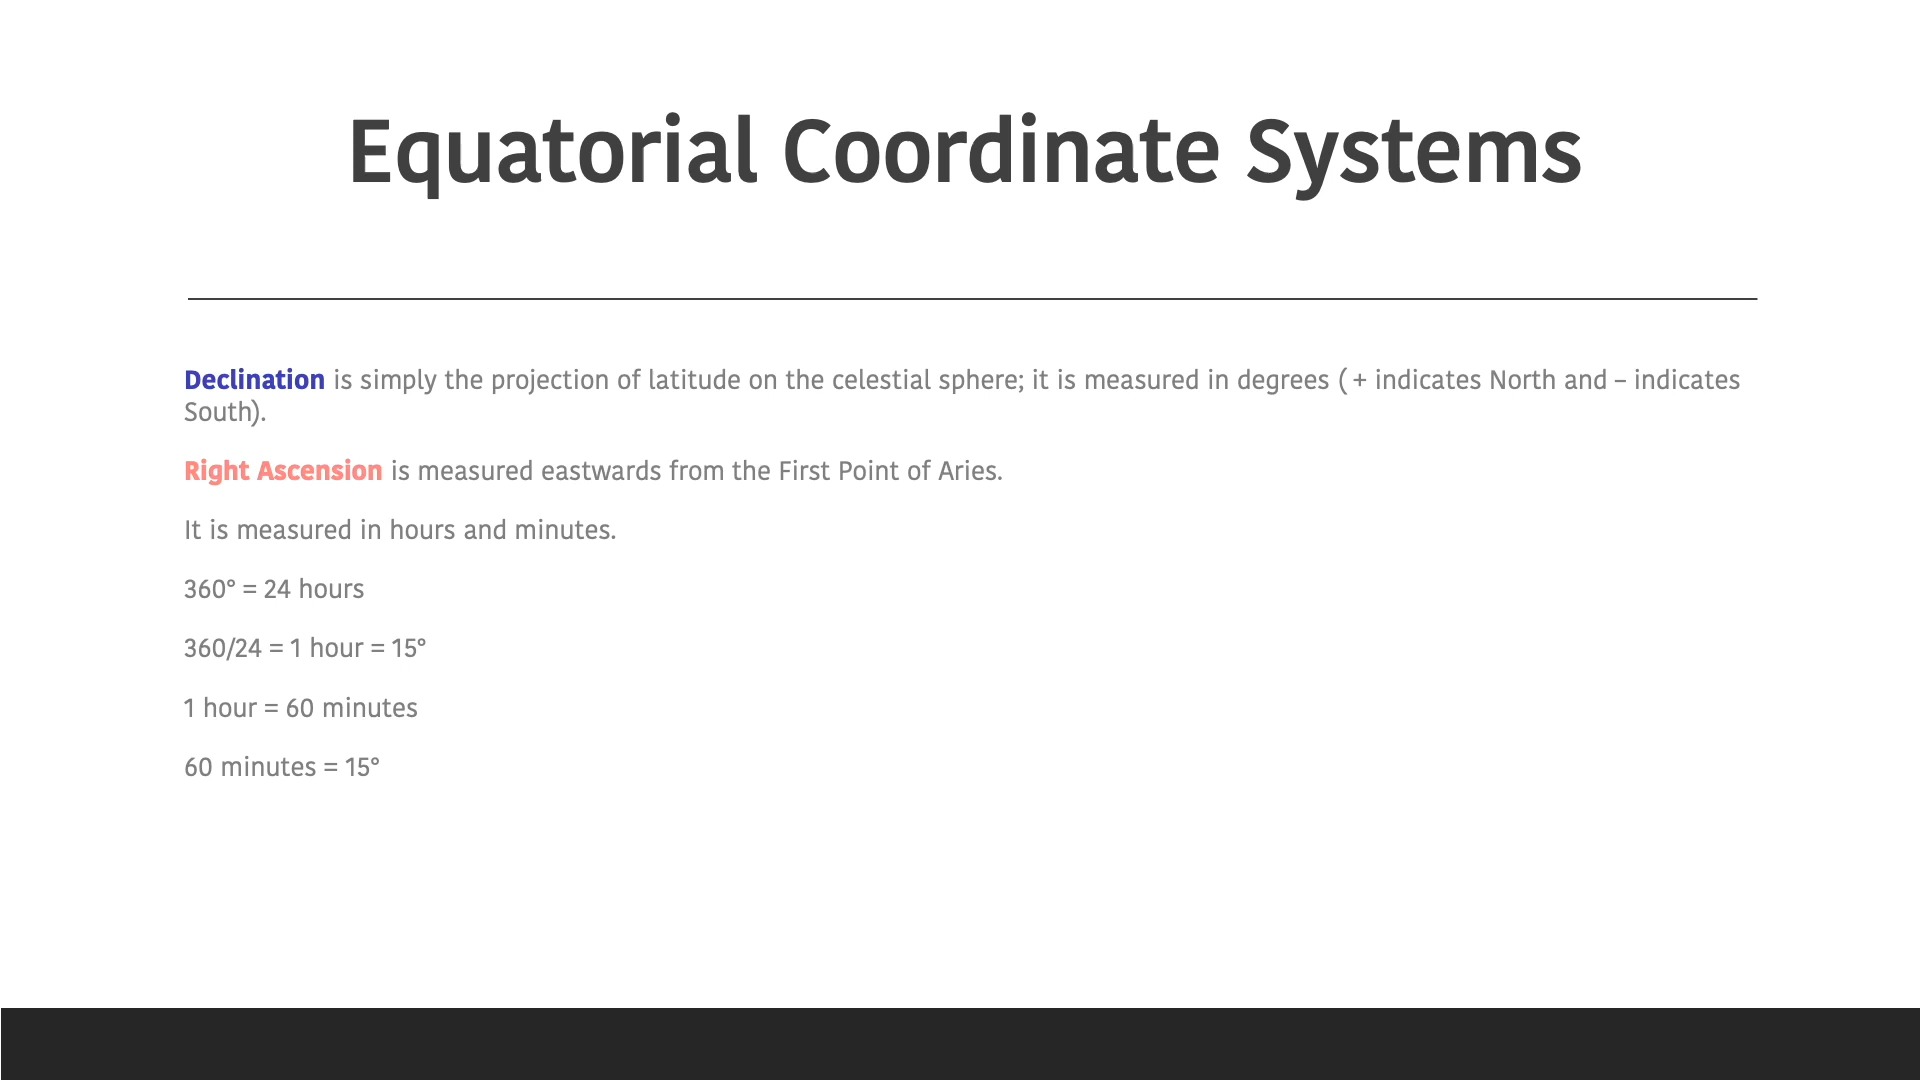 Equatorial Coordinate Systems
Declination is simply the projection of latitude on the celestial sphere; it is measured in degrees (+ indicates North and – indicates
South).
Right Ascension is measured eastwards from the First Point of Aries.
It is measured in hours and minutes.
360° = 24 hours
360/24 = 1 hour = 15°
1 hour = 60 minutes
60 minutes = 15°